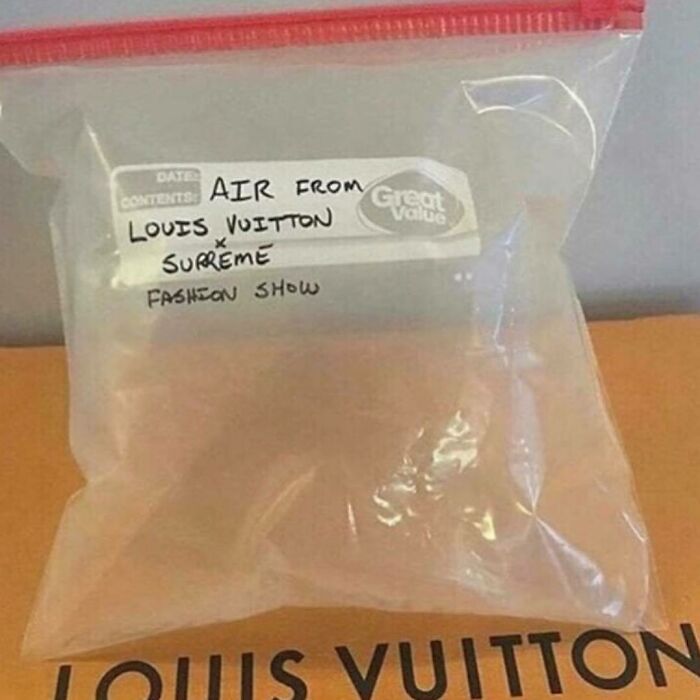 DATE:
CONTENTS: AIR FROM
Great
Value
LOUIS VUITTON
x
SUPREME
FASHION SHOW
LOUIS VUITTON